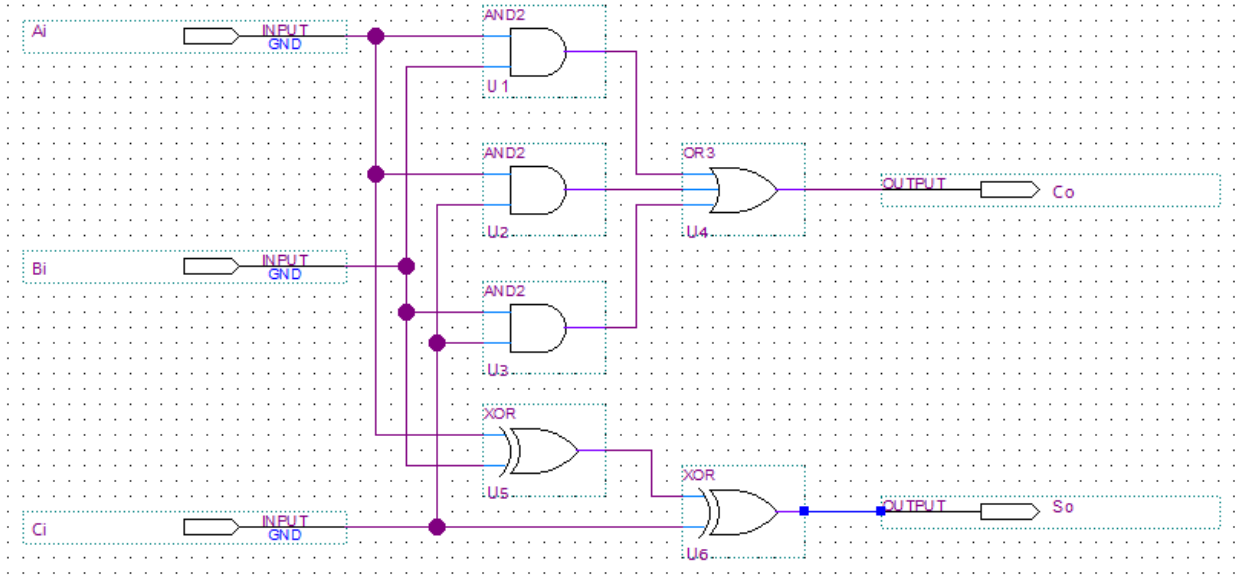 AND2
Ai
INPUT
GND
U 1
AND2
OR3
OUTPUT
Co
U2
U4
Bi
INPUT
GND
AND2
U3
XOR
U5
XOR
OUTPUT
So
Ci
INPUT
GND
U6